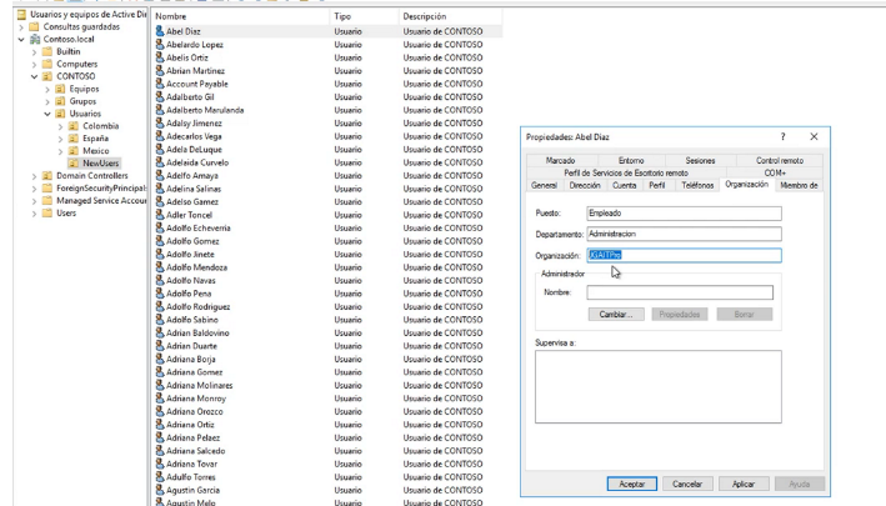 Usuarios y equipos de Active Dir
Consultas guardadas
Contoso.local
Builtin
Computers
CONTOSO
Equipos
Grupos
Usuarios
Colombia
España
Mexico
NewUsers
Domain Controllers
ForeignSecurityPrincipal
Managed Service Accour
Users
Nombre Tipo Descripción
Abel Diaz Usuario Usuario de CONTOSO
Abelardo Lopez Usuario Usuario de CONTOSO
Abelis Ortiz Usuario Usuario de CONTOSO
Abrian Martinez Usuario Usuario de CONTOSO
Account Payable Usuario Usuario de CONTOSO
Adalberto Gil Usuario Usuario de CONTOSO
Adalberto Marulanda Usuario Usuario de CONTOSO
Adalsy Jimenez Usuario Usuario de CONTOSO
Adecarlos Vega Usuario Usuario de CONTOSO
Adela DeLuque Usuario Usuario de CONTOSO
Adelaida Curvelo Usuario Usuario de CONTOSO
Adelfo Amaya Usuario Usuario de CONTOSO
Adelina Salinas Usuario Usuario de CONTOSO
Adelso Gamez Usuario Usuario de CONTOSO
Adler Toncel Usuario Usuario de CONTOSO
Adolfo Echeverria Usuario Usuario de CONTOSO
Adolfo Gomez Usuario Usuario de CONTOSO
Adolfo Jinete Usuario Usuario de CONTOSO
Adolfo Mendoza Usuario Usuario de CONTOSO
Adolfo Navas Usuario Usuario de CONTOSO
Adolfo Pena Usuario Usuario de CONTOSO
Adolfo Rodriguez Usuario Usuario de CONTOSO
Adolfo Sabino Usuario Usuario de CONTOSO
Adrian Baldovino Usuario Usuario de CONTOSO
Adrian Duarte Usuario Usuario de CONTOSO
Adriana Borja Usuario Usuario de CONTOSO
Adriana Gomez Usuario Usuario de CONTOSO
Adriana Molinares Usuario Usuario de CONTOSO
Adriana Monroy Usuario Usuario de CONTOSO
Adriana Orozco Usuario Usuario de CONTOSO
Adriana Ortiz Usuario Usuario de CONTOSO
Adriana Pelaez Usuario Usuario de CONTOSO
Adriana Salcedo Usuario Usuario de CONTOSO
Adriana Tovar Usuario Usuario de CONTOSO
Adulfo Torres Usuario Usuario de CONTOSO
Agustin Garcia Usuario Usuario de CONTOSO
Agustin Melo Usuario Usuario de CONTOSO
Propiedades: Abel Diaz ? X
Marcado Entorno Sesiones Control remoto
Perfil de Servicios de Escritorio remoto COM+
General Dirección Cuenta Perfil Teléfonos Organización Miembro de
Puesto: Empleado
Departamento: Administracion
Organización: JGAITPro
Administrador
Nombre:
Cambiar... Propiedades Borrar
Supervisa a:
Aceptar Cancelar Aplicar Ayuda